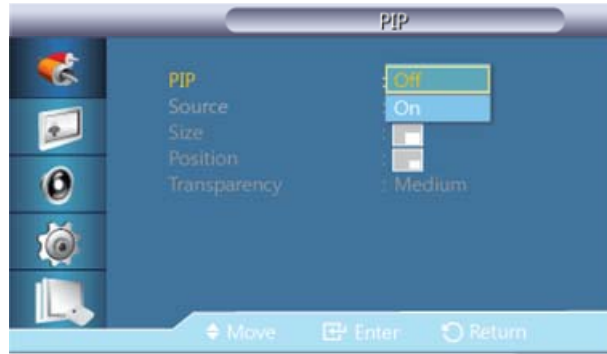 PIP
PIP : Off
Source : On
Size :
Position :
Transparency : Medium
Move Enter Return